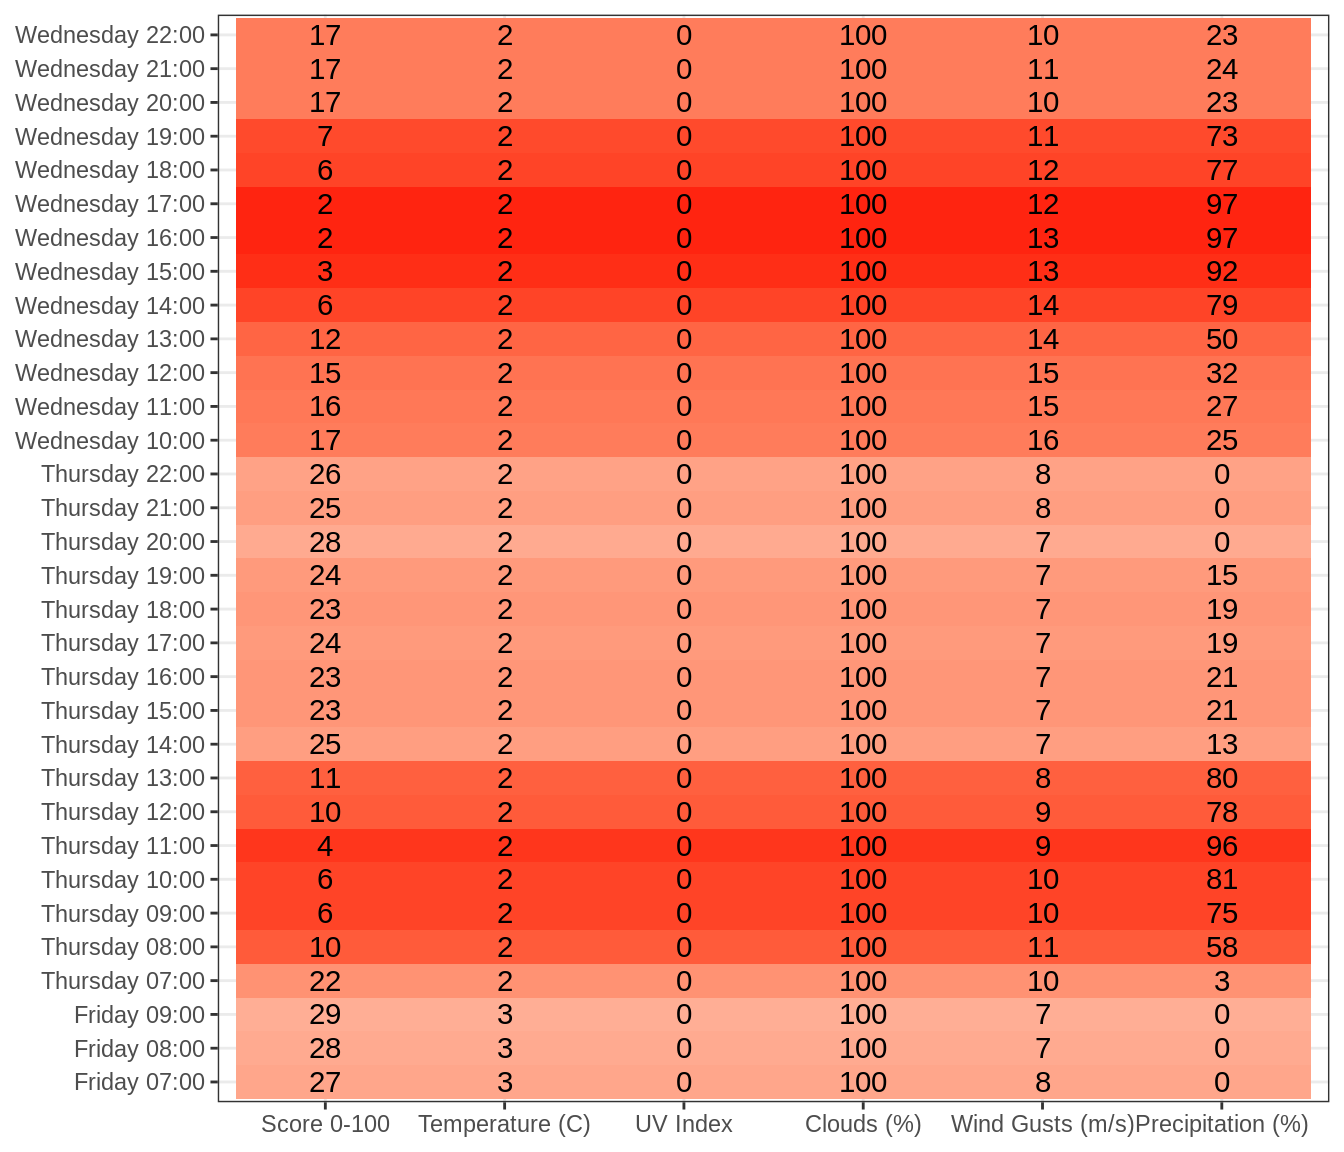 Wednesday 22:00 17 2 0 100 10 23
Wednesday 21:00 17 2 0 100 11 24
Wednesday 20:00 17 2 0 100 10 23
Wednesday 19:00 7 2 0 100 11 73
Wednesday 18:00 6 2 0 100 12 77
Wednesday 17:00 2 2 0 100 12 97
Wednesday 16:00 2 2 0 100 13 97
Wednesday 15:00 3 2 0 100 13 92
Wednesday 14:00 6 2 0 100 14 79
Wednesday 13:00 12 2 0 100 14 50
Wednesday 12:00 15 2 0 100 15 32
Wednesday 11:00 16 2 0 100 15 27
Wednesday 10:00 17 2 0 100 16 25
Thursday 22:00 26 2 0 100 8 0
Thursday 21:00 25 2 0 100 8 0
Thursday 20:00 28 2 0 100 7 0
Thursday 19:00 24 2 0 100 7 15
Thursday 18:00 23 2 0 100 7 19
Thursday 17:00 24 2 0 100 7 19
Thursday 16:00 23 2 0 100 7 21
Thursday 15:00 23 2 0 100 7 21
Thursday 14:00 25 2 0 100 7 13
Thursday 13:00 11 2 0 100 8 80
Thursday 12:00 10 2 0 100 9 78
Thursday 11:00 4 2 0 100 9 96
Thursday 10:00 6 2 0 100 10 81
Thursday 09:00 6 2 0 100 10 75
Thursday 08:00 10 2 0 100 11 58
Thursday 07:00 22 2 0 100 10 3
Friday 09:00 29 3 0 100 7 0
Friday 08:00 28 3 0 100 7 0
Friday 07:00 27 3 0 100 8 0
Score 0-100 Temperature (C) UV Index Clouds (%) Wind Gusts (m/s) Precipitation (%)